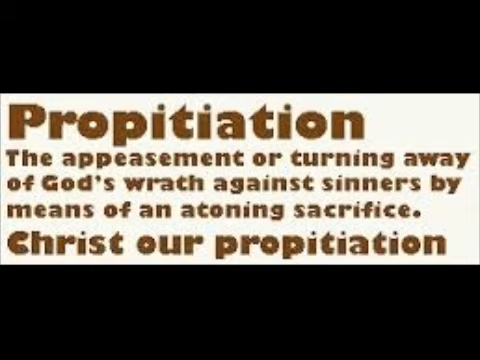 Propitiation
The appeasement or turning away
of God's wrath against sinners by
means of an atoning sacrifice.
Christ our propitiation